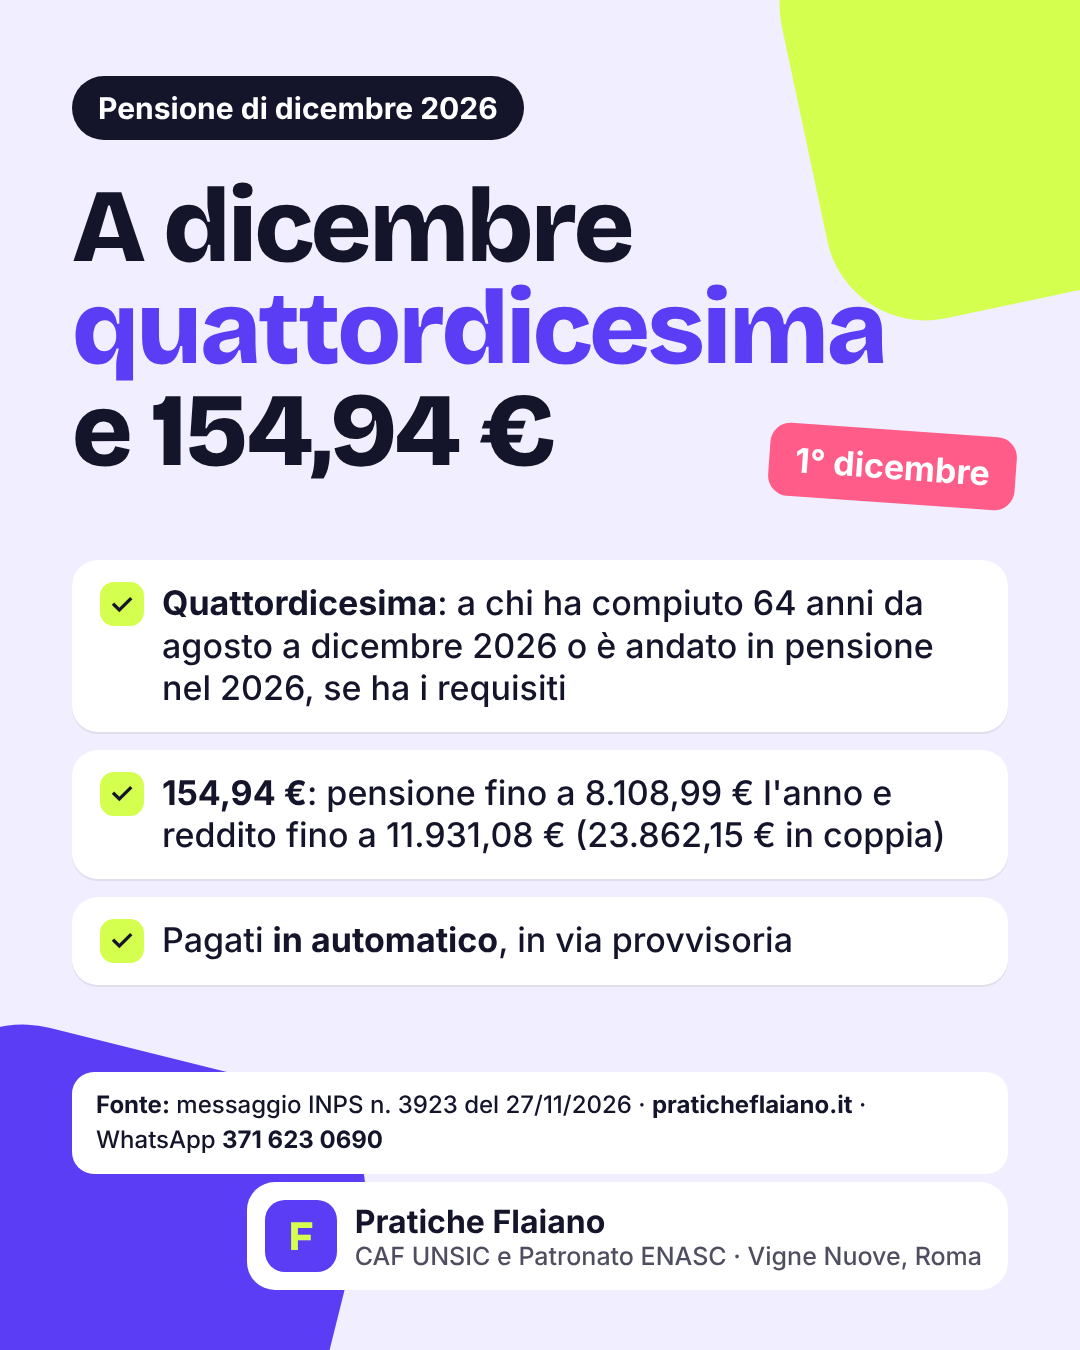 Pensione di dicembre 2026
A dicembre
quattordicesima
e 154,94 €
1° dicembre
Quattordicesima: a chi ha compiuto 64 anni da
agosto a dicembre 2026 o è andato in pensione
nel 2026, se ha i requisiti
154,94 €: pensione fino a 8.108,99 € l'anno e
reddito fino a 11.931,08 € (23.862,15 € in coppia)
Pagati in automatico, in via provvisoria
Fonte: messaggio INPS n. 3923 del 27/11/2026 · praticheflaiano.it ·
WhatsApp 371 623 0690
F
Pratiche Flaiano
CAF UNSIC e Patronato ENASC · Vigne Nuove, Roma